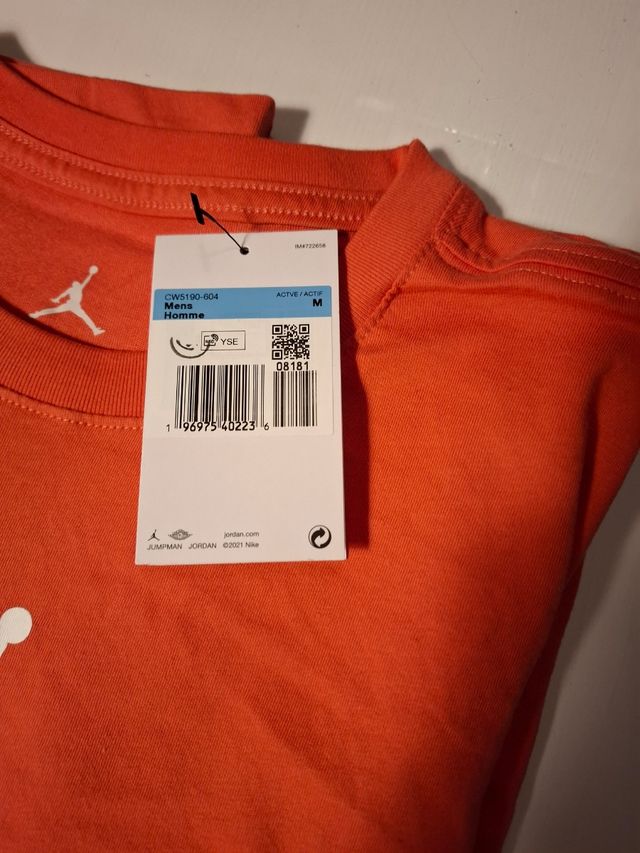 IM#722658
CW5190-604 ACTVE / ACTIF
Mens M
Homme
YSE
08181
1 96975 40223 6
jordan.com
JUMPMAN JORDAN ©2021 Nike